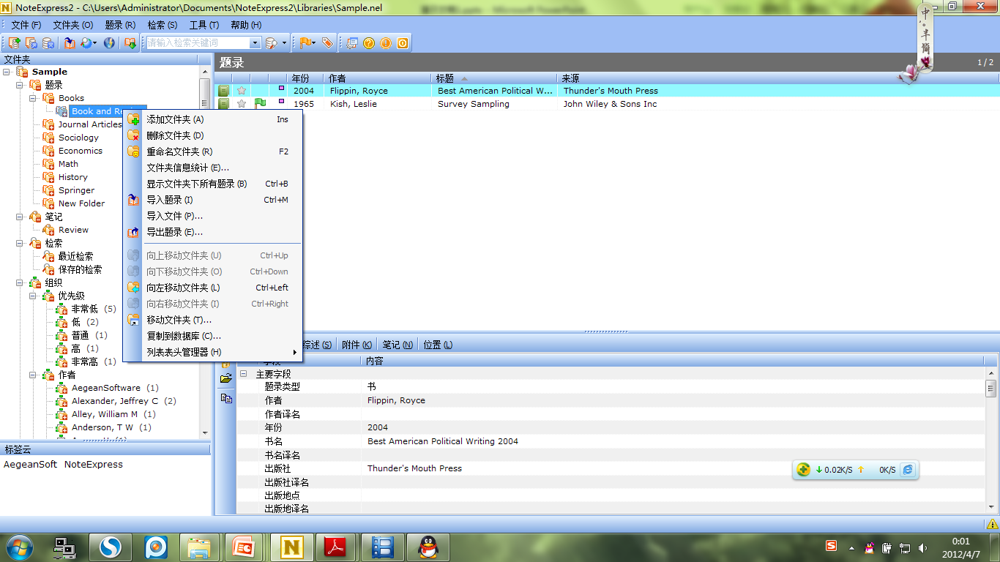 NoteExpress2 - C:\Users\Administrator\Documents\NoteExpress2\Libraries\Sample.nel
文件 (F) 文件夹 (O) 题录 (R) 检索 (S) 工具 (T) 帮助 (H)
请输入检索关键词
中
半
简
文件夹
题录
1 / 2
Sample
题录
Books
Book and Re
Journal Articles
Sociology
Economics
Math
History
Springer
New Folder
笔记
Review
检索
最近检索
保存的检索
组织
优先级
非常低 (5)
低 (2)
普通 (1)
高 (1)
非常高 (1)
作者
AegeanSoftware (1)
Alexander, Jeffrey C (2)
Alley, William M (1)
Anderson, T W (1)
年份 作者 标题 来源
2004 Flippin, Royce Best American Political W... Thunder's Mouth Press
1965 Kish, Leslie Survey Sampling John Wiley & Sons Inc
添加文件夹 (A) Ins
删除文件夹 (D)
重命名文件夹 (R) F2
文件夹信息统计 (E)...
显示文件夹下所有题录 (B) Ctrl+B
导入题录 (I) Ctrl+M
导入文件 (P)...
导出题录 (E)...
向上移动文件夹 (U) Ctrl+Up
向下移动文件夹 (O) Ctrl+Down
向左移动文件夹 (L) Ctrl+Left
向右移动文件夹 (I) Ctrl+Right
移动文件夹 (T)...
复制到数据库 (C)...
列表表头管理器 (H)
综述 (S) 附件 (K) 笔记 (N) 位置 (L)
字段 内容
主要字段
题录类型 书
作者 Flippin, Royce
作者译名
年份 2004
书名 Best American Political Writing 2004
书名译名
出版社 Thunder's Mouth Press
出版社译名
出版地点
出版地译名
标签云
AegeanSoft NoteExpress
0.02K/S 0K/S
0:01
2012/4/7